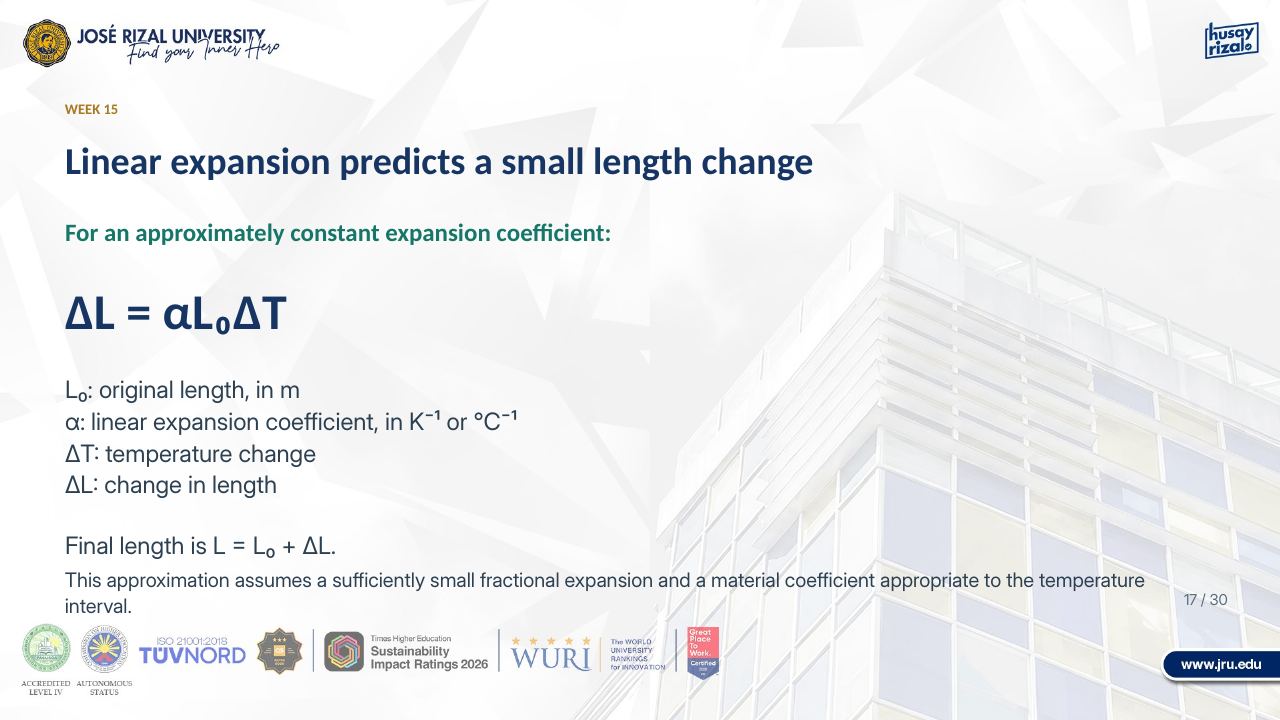 JOSÉ RIZAL UNIVERSITY
Find your Inner Hero
husay
rizal
WEEK 15
Linear expansion predicts a small length change
For an approximately constant expansion coefficient:
ΔL = αL₀ΔT
L₀: original length, in m
α: linear expansion coefficient, in K⁻¹ or °C⁻¹
ΔT: temperature change
ΔL: change in length
Final length is L = L₀ + ΔL.
This approximation assumes a sufficiently small fractional expansion and a material coefficient appropriate to the temperature
interval.
17 / 30
ACCREDITED
LEVEL IV
AUTONOMOUS
STATUS
ISO 21001:2018
TÜVNORD
Times Higher Education
Sustainability
Impact Ratings 2026
WURI
The WORLD
UNIVERSITY
RANKINGS
for INNOVATION
Great
Place
To
Work.
Certified
www.jru.edu